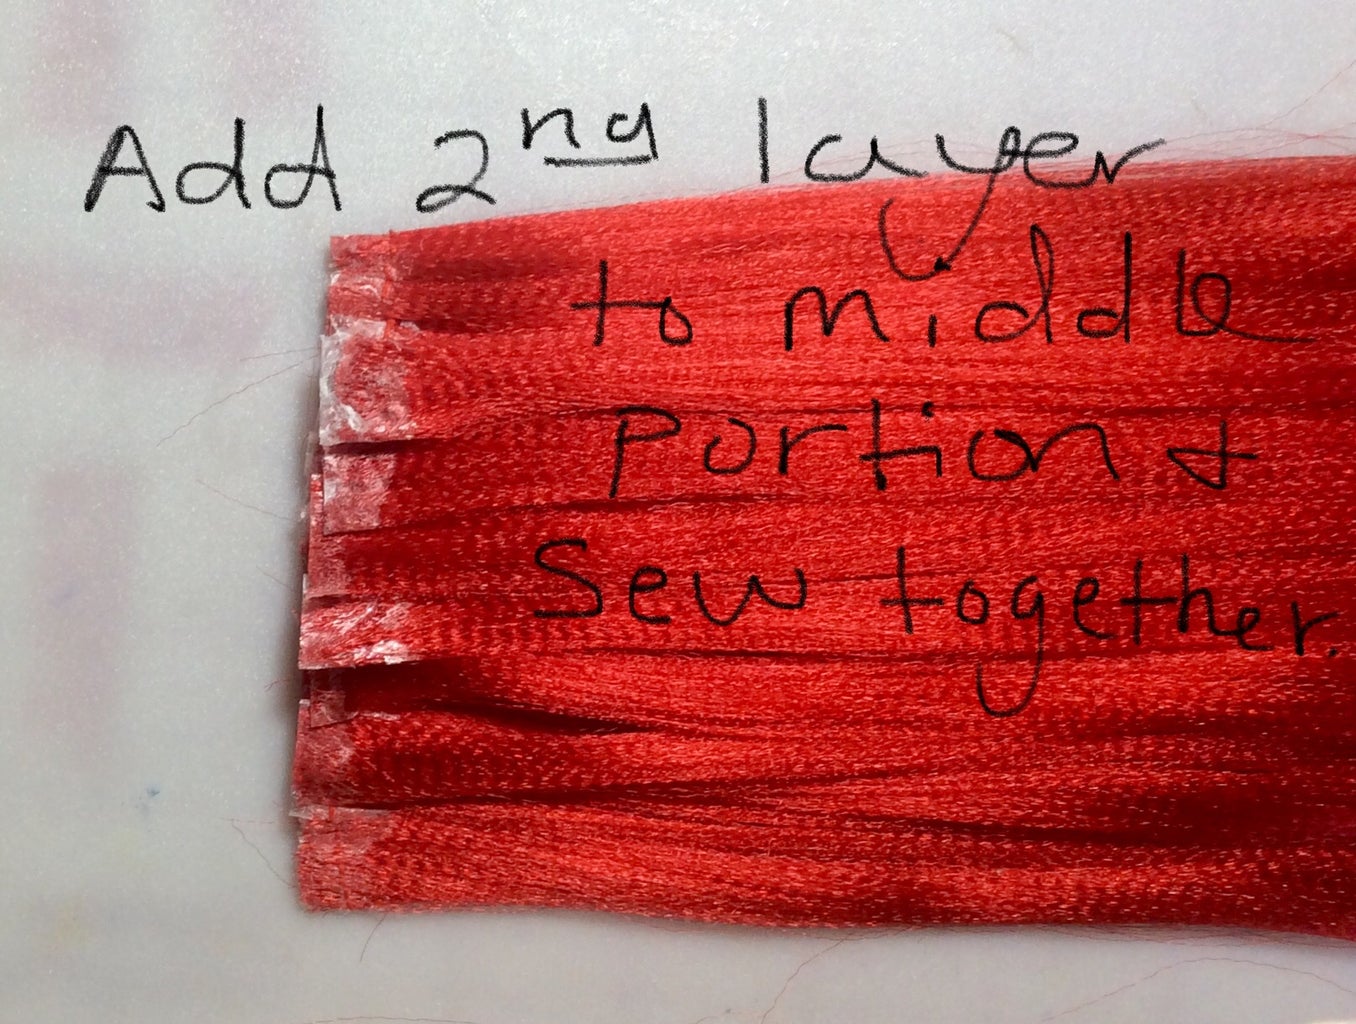 Add 2nd layer
to middle
portion &
Sew together.